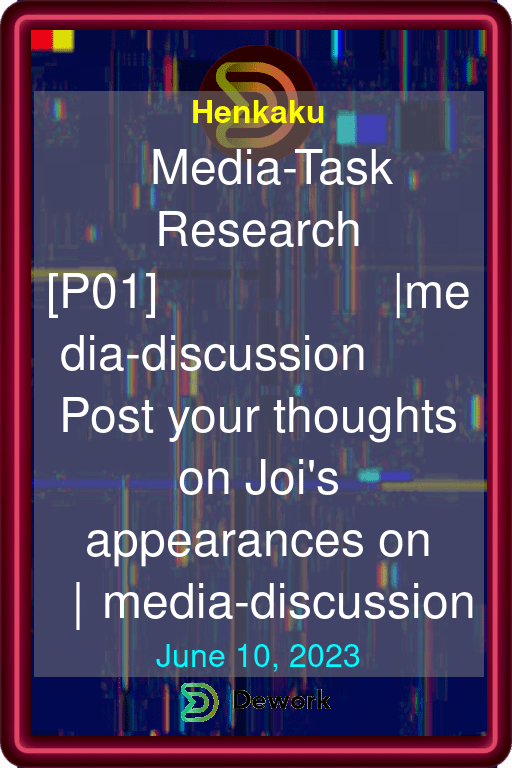 Henkaku
Media-Task
Research
[P01] |me
dia-discussion
Post your thoughts
on Joi's
appearances on
| media-discussion
June 10, 2023
Dework